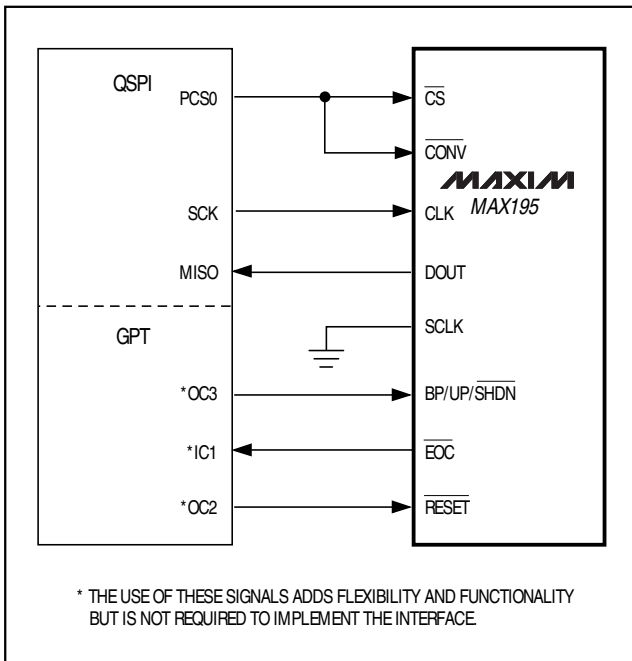 QSPI
PCS0
CS
CONV
MAXIM
MAX195
SCK
CLK
MISO
DOUT
GPT
SCLK
*OC3
BP/UP/SHDN
*IC1
EOC
*OC2
RESET
* THE USE OF THESE SIGNALS ADDS FLEXIBILITY AND FUNCTIONALITY
BUT IS NOT REQUIRED TO IMPLEMENT THE INTERFACE.